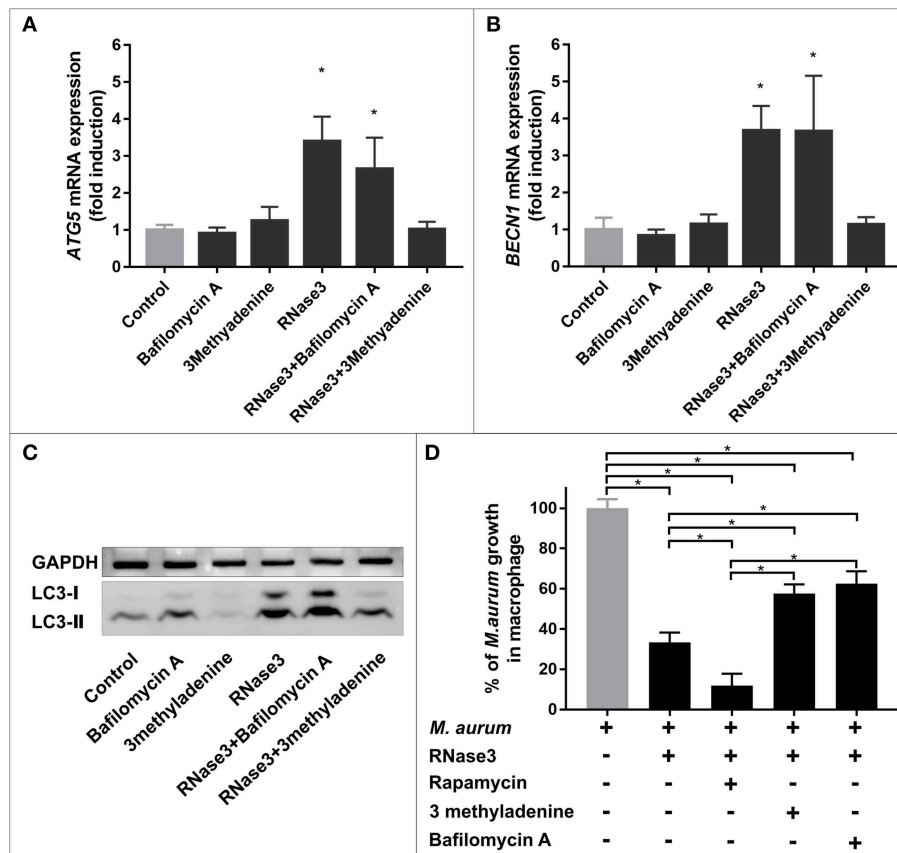 A
ATG5 mRNA expression
(fold induction)
6
5
4
3
2
1
0
*
*
Control
Bafilomycin A
3Methyadenine
RNase3
RNase3+Bafilomycin A
RNase3+3Methyadenine
B
BECN1 mRNA expression
(fold induction)
6
5
4
3
2
1
0
*
*
Control
Bafilomycin A
3Methyadenine
RNase3
RNase3+Bafilomycin A
RNase3+3Methyadenine
C
GAPDH
LC3-I
LC3-II
Control
Bafilomycin A
3methyladenine
RNase3
RNase3+Bafilomycin A
RNase3+3methyladenine
D
% of M.aurum growth
in macrophage
100
80
60
40
20
0
*
*
*
*
*
*
*
*
*
M. aurum + + + + +
RNase3 - + + + +
Rapamycin - - + - -
3 methyladenine - - - + -
Bafilomycin A - - - - +